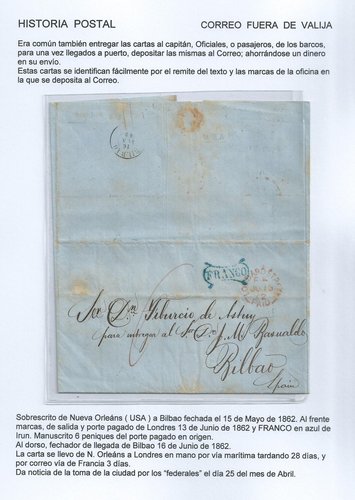 HISTORIA POSTAL
CORREO FUERA DE VALIJA
Era común también entregar las cartas al capitán, Oficiales, o pasajeros, de los barcos,
para una vez llegados a puerto, depositar las mismas al Correo; ahorrándose un dinero
en su envío.
Estas cartas se identifican fácilmente por el remite del texto y las marcas de la oficina en
la que se deposita al Correo.
FRANCO
Sor Dn Tiburcio de
para entregar al Sor Dn J. M. Basualdo
Bilbao
Spain
Sobrescrito de Nueva Orleáns ( USA ) a Bilbao fechada el 15 de Mayo de 1862. Al frente
marcas, de salida y porte pagado de Londres 13 de Junio de 1862 y FRANCO en azul de
Irun. Manuscrito 6 peniques del porte pagado en origen.
Al dorso, fechador de llegada de Bilbao 16 de Junio de 1862.
La carta se llevo de N. Orleáns a Londres en mano por vía marítima tardando 28 días, y
por correo vía de Francia 3 días.
Da noticia de la toma de la ciudad por los “federales” el día 25 del mes de Abril.